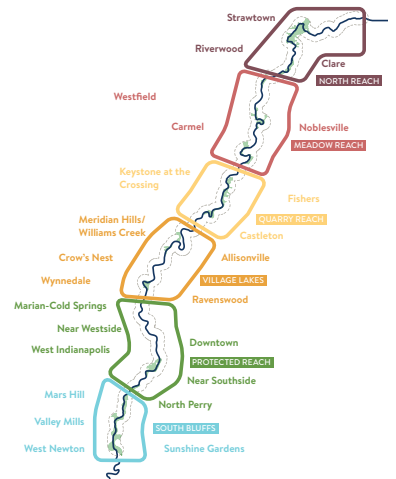 Strawtown
Riverwood
Clare
NORTH REACH
Westfield
Carmel
Noblesville
MEADOW REACH
Keystone at the
Crossing
Fishers
QUARRY REACH
Castleton
Meridian Hills/
Williams Creek
Crow's Nest
Allisonville
Wynnedale
VILLAGE LAKES
Ravenswood
Marian-Cold Springs
Near Westside
West Indianapolis
Downtown
PROTECTED REACH
Near Southside
Mars Hill
North Perry
Valley Mill
SOUTH BLUFFS
West Newton
Sunshine Gardens